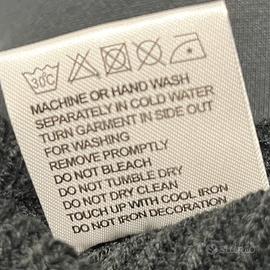 30C
MACHINE OR HAND WASH
SEPARATELY IN COLD WATER
TURN GARMENT IN SIDE OUT
FOR WASHING
REMOVE PROMPTLY
DO NOT BLEACH
DO NOT TUMBLE DRY
DO NOT DRY CLEAN
TOUCH UP WITH COOL IRON
DO NOT IRON DECORATION